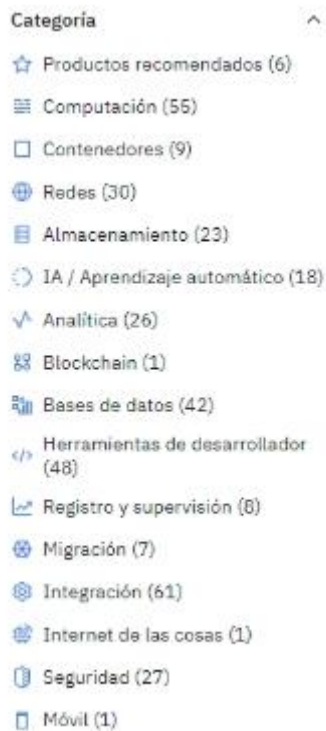 Categoría
Productos recomendados (6)
Computación (55)
Contenedores (9)
Redes (30)
Almacenamiento (23)
IA / Aprendizaje automático (18)
Analítica (26)
Blockchain (1)
Bases de datos (42)
Herramientas de desarrollador
(48)
Registro y supervisión (8)
Migración (7)
Integración (61)
Internet de las cosas (1)
Seguridad (27)
Móvil (1)